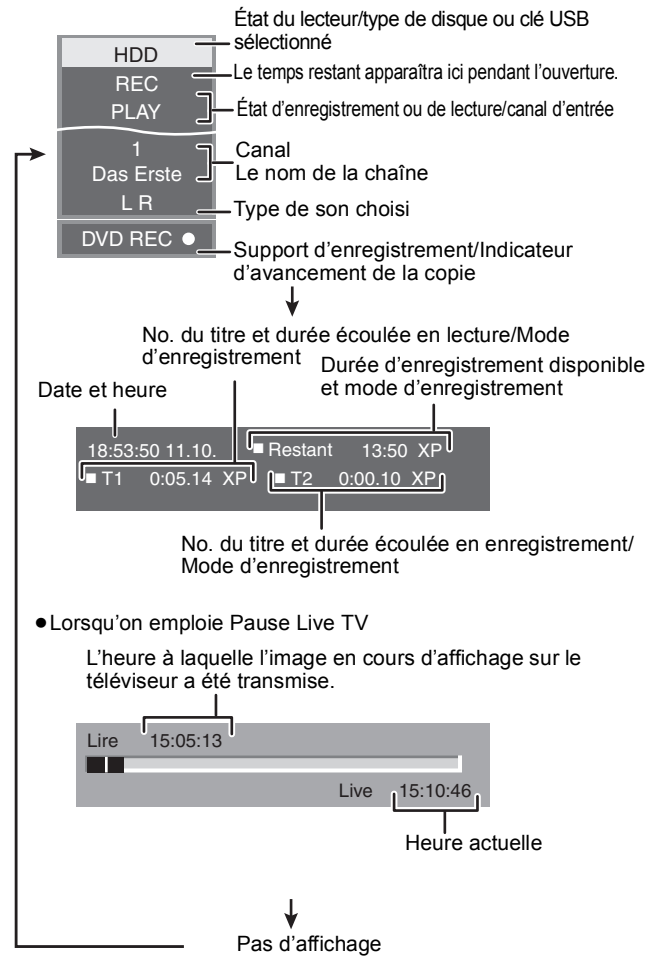 État du lecteur/type de disque ou clé USB
sélectionné
HDD
REC
Le temps restant apparaîtra ici pendant l'ouverture.
PLAY
État d'enregistrement ou de lecture/canal d'entrée
1
Canal
Das Erste
Le nom de la chaîne
L R
Type de son choisi
DVD REC ●
Support d'enregistrement/Indicateur
d'avancement de la copie
No. du titre et durée écoulée en lecture/Mode
d'enregistrement
Durée d'enregistrement disponible
et mode d'enregistrement
Date et heure
18:53:50 11.10.
■ Restant 13:50 XP
■ T1 0:05.14 XP
■ T2 0:00.10 XP
No. du titre et durée écoulée en enregistrement/
Mode d'enregistrement
●Lorsqu'on emploie Pause Live TV
L'heure à laquelle l'image en cours d'affichage sur le
téléviseur a été transmise.
Lire 15:05:13
Live 15:10:46
Heure actuelle
Pas d'affichage